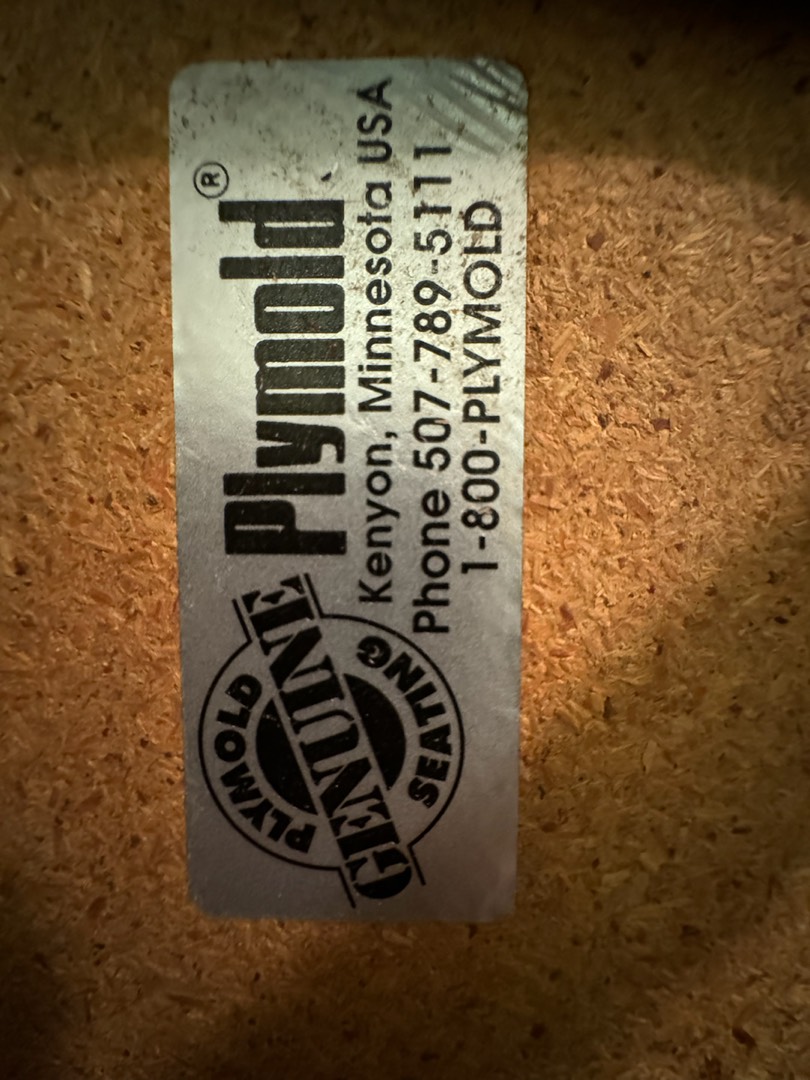 PLYMOLD
GENUINE
SEATING
Plymold®
Kenyon, Minnesota USA
Phone 507-789-5111
1-800-PLYMOLD